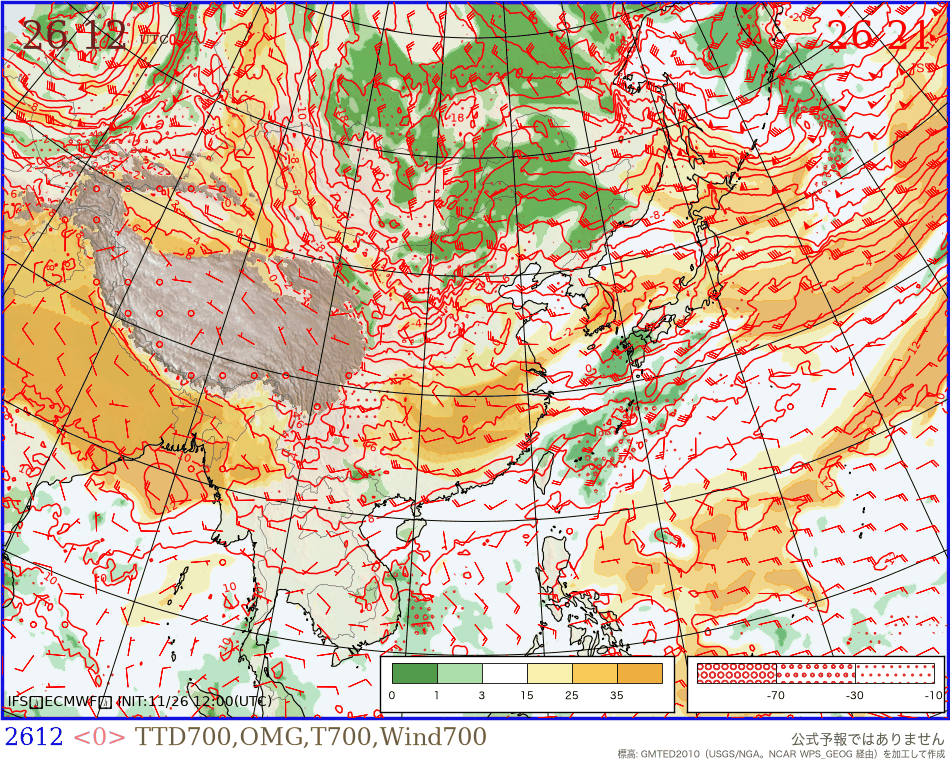 26 12 UTC
26 21
JST
IFS□ECMWF□ INIT:11/26 12:00(UTC)
0 1 3 15 25 35
-70 -30 -10
2612 <0> TTD700,OMG,T700,Wind700
公式予報ではありません
標高: GMTED2010（USGS/NGA。NCAR WPS_GEOG 経由）を加工して作成